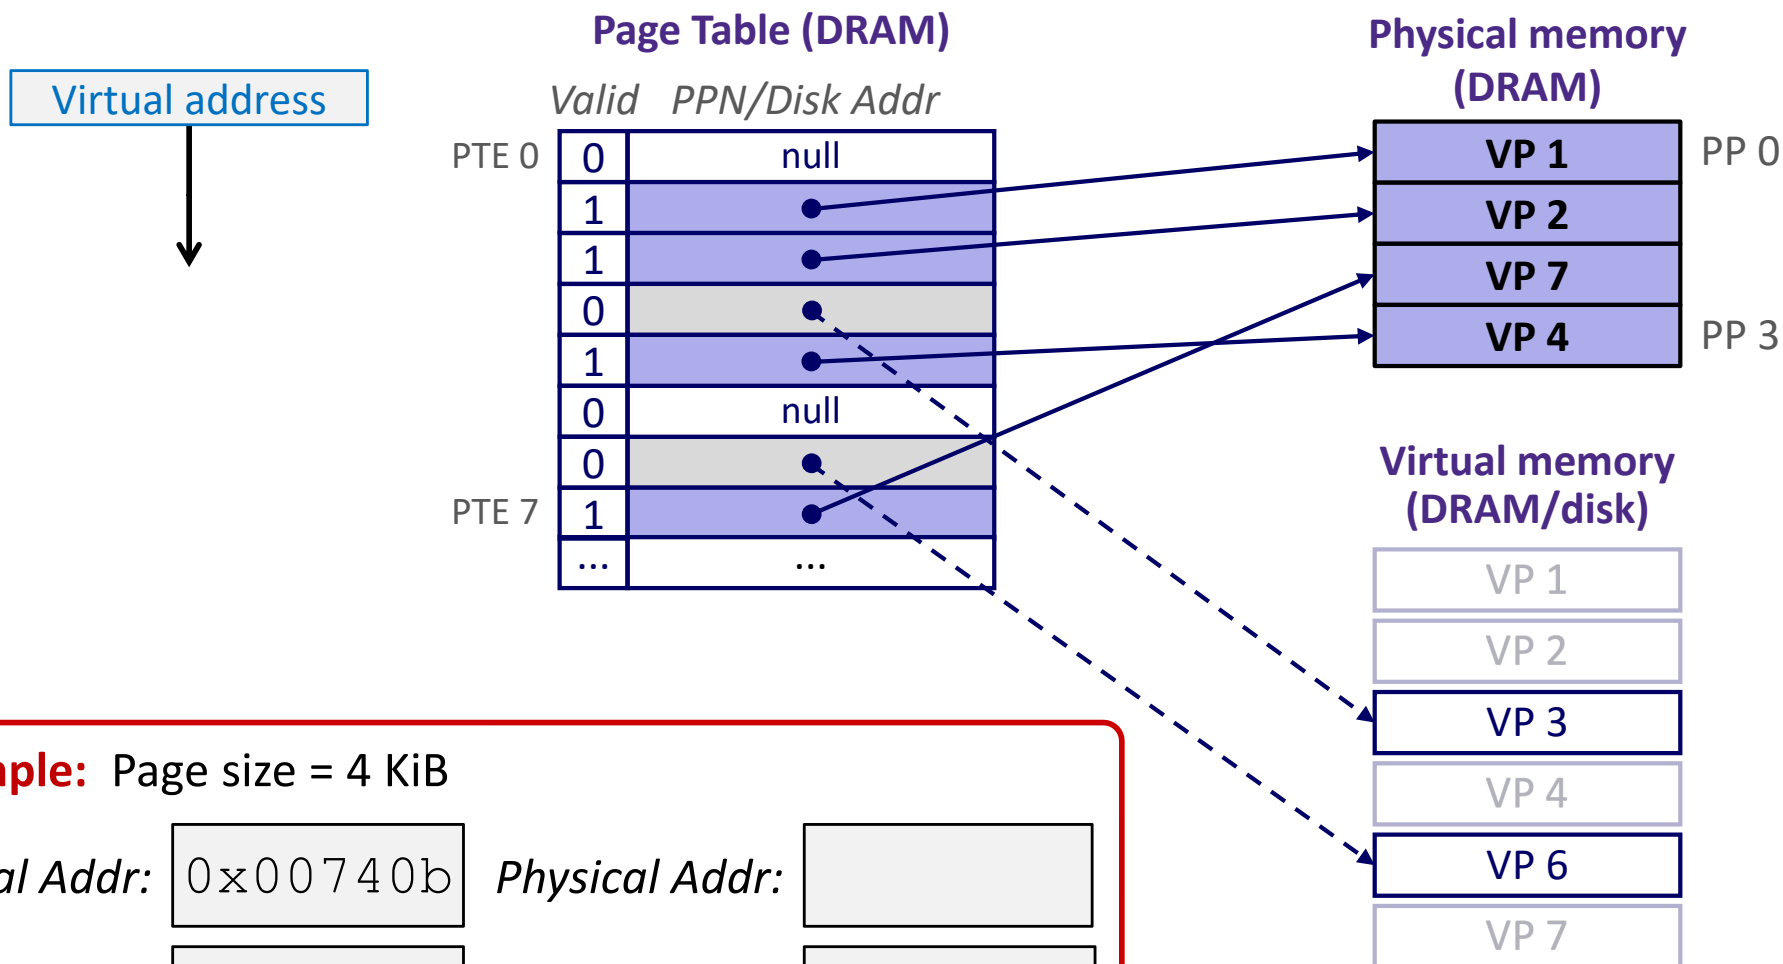 Page Table (DRAM)
Physical memory
(DRAM)
Virtual address
Valid PPN/Disk Addr
PTE 0 0 null
VP 1 PP 0
1
VP 2
1
VP 7
0
VP 4 PP 3
1
0 null
0
PTE 7 1
... ...
Virtual memory
(DRAM/disk)
VP 1
VP 2
VP 3
VP 4
VP 6
VP 7
mple: Page size = 4 KiB
al Addr: 0x00740b Physical Addr: